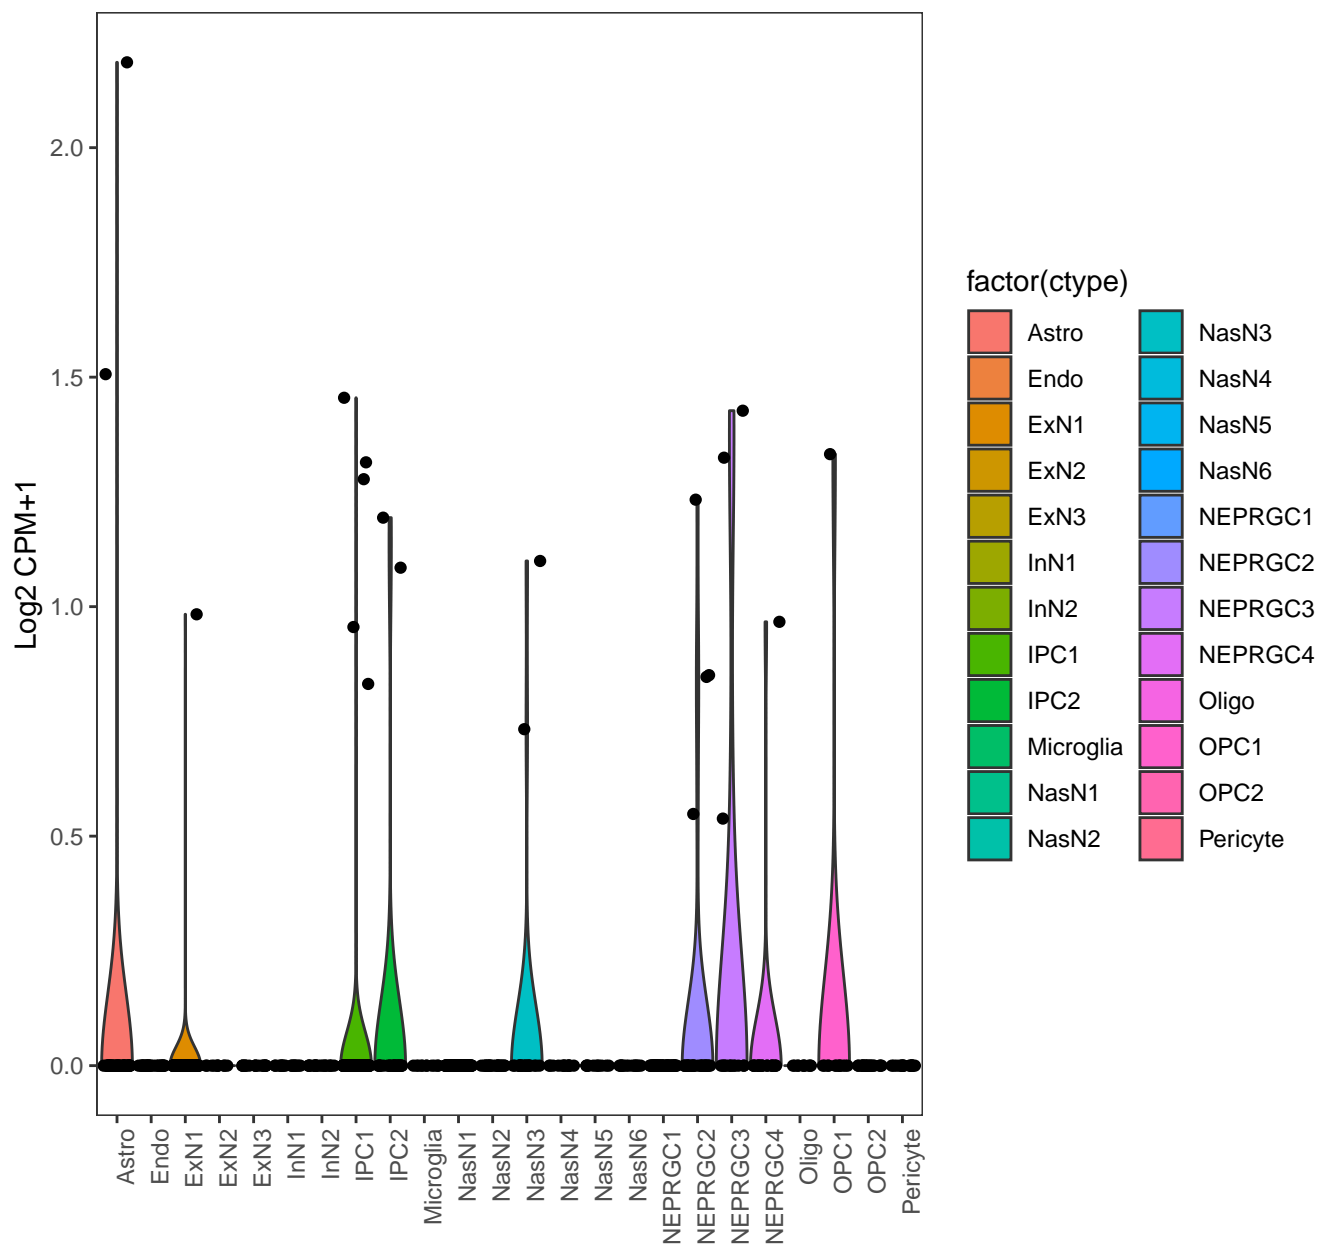 Log2 CPM+1
2.0
1.5
1.0
0.5
0.0
Astro
Endo
ExN1
ExN2
ExN3
InN1
InN2
IPC1
IPC2
Microglia
NasN1
NasN2
NasN3
NasN4
NasN5
NasN6
NEPRGC1
NEPRGC2
NEPRGC3
NEPRGC4
Oligo
OPC1
OPC2
Pericyte
factor(ctype)
Astro
Endo
ExN1
ExN2
ExN3
InN1
InN2
IPC1
IPC2
Microglia
NasN1
NasN2
NasN3
NasN4
NasN5
NasN6
NEPRGC1
NEPRGC2
NEPRGC3
NEPRGC4
Oligo
OPC1
OPC2
Pericyte